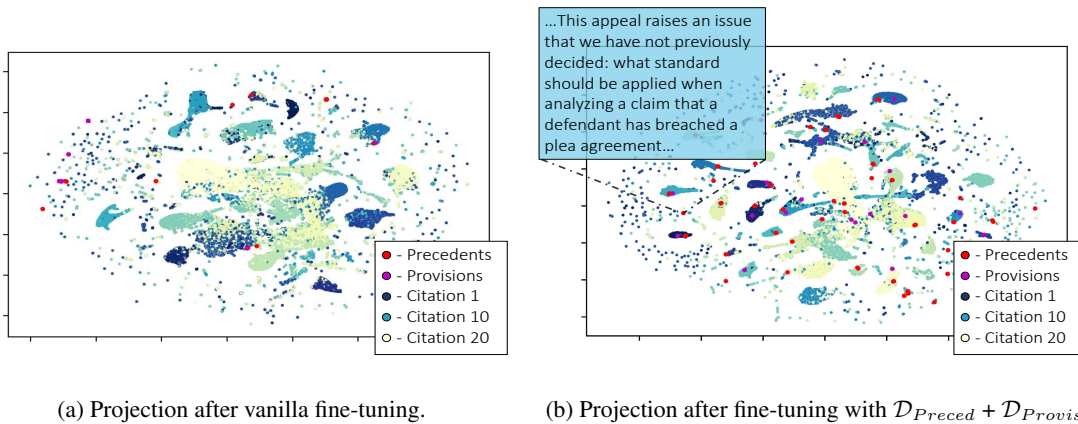 ...This appeal raises an issue
that we have not previously
decided: what standard
should be applied when
analyzing a claim that a
defendant has breached a
plea agreement...
- Precedents
- Provisions
- Citation 1
- Citation 10
- Citation 20
- Precedents
- Provisions
- Citation 1
- Citation 10
- Citation 20
(a) Projection after vanilla fine-tuning.
(b) Projection after fine-tuning with D_Preced + D_Provis